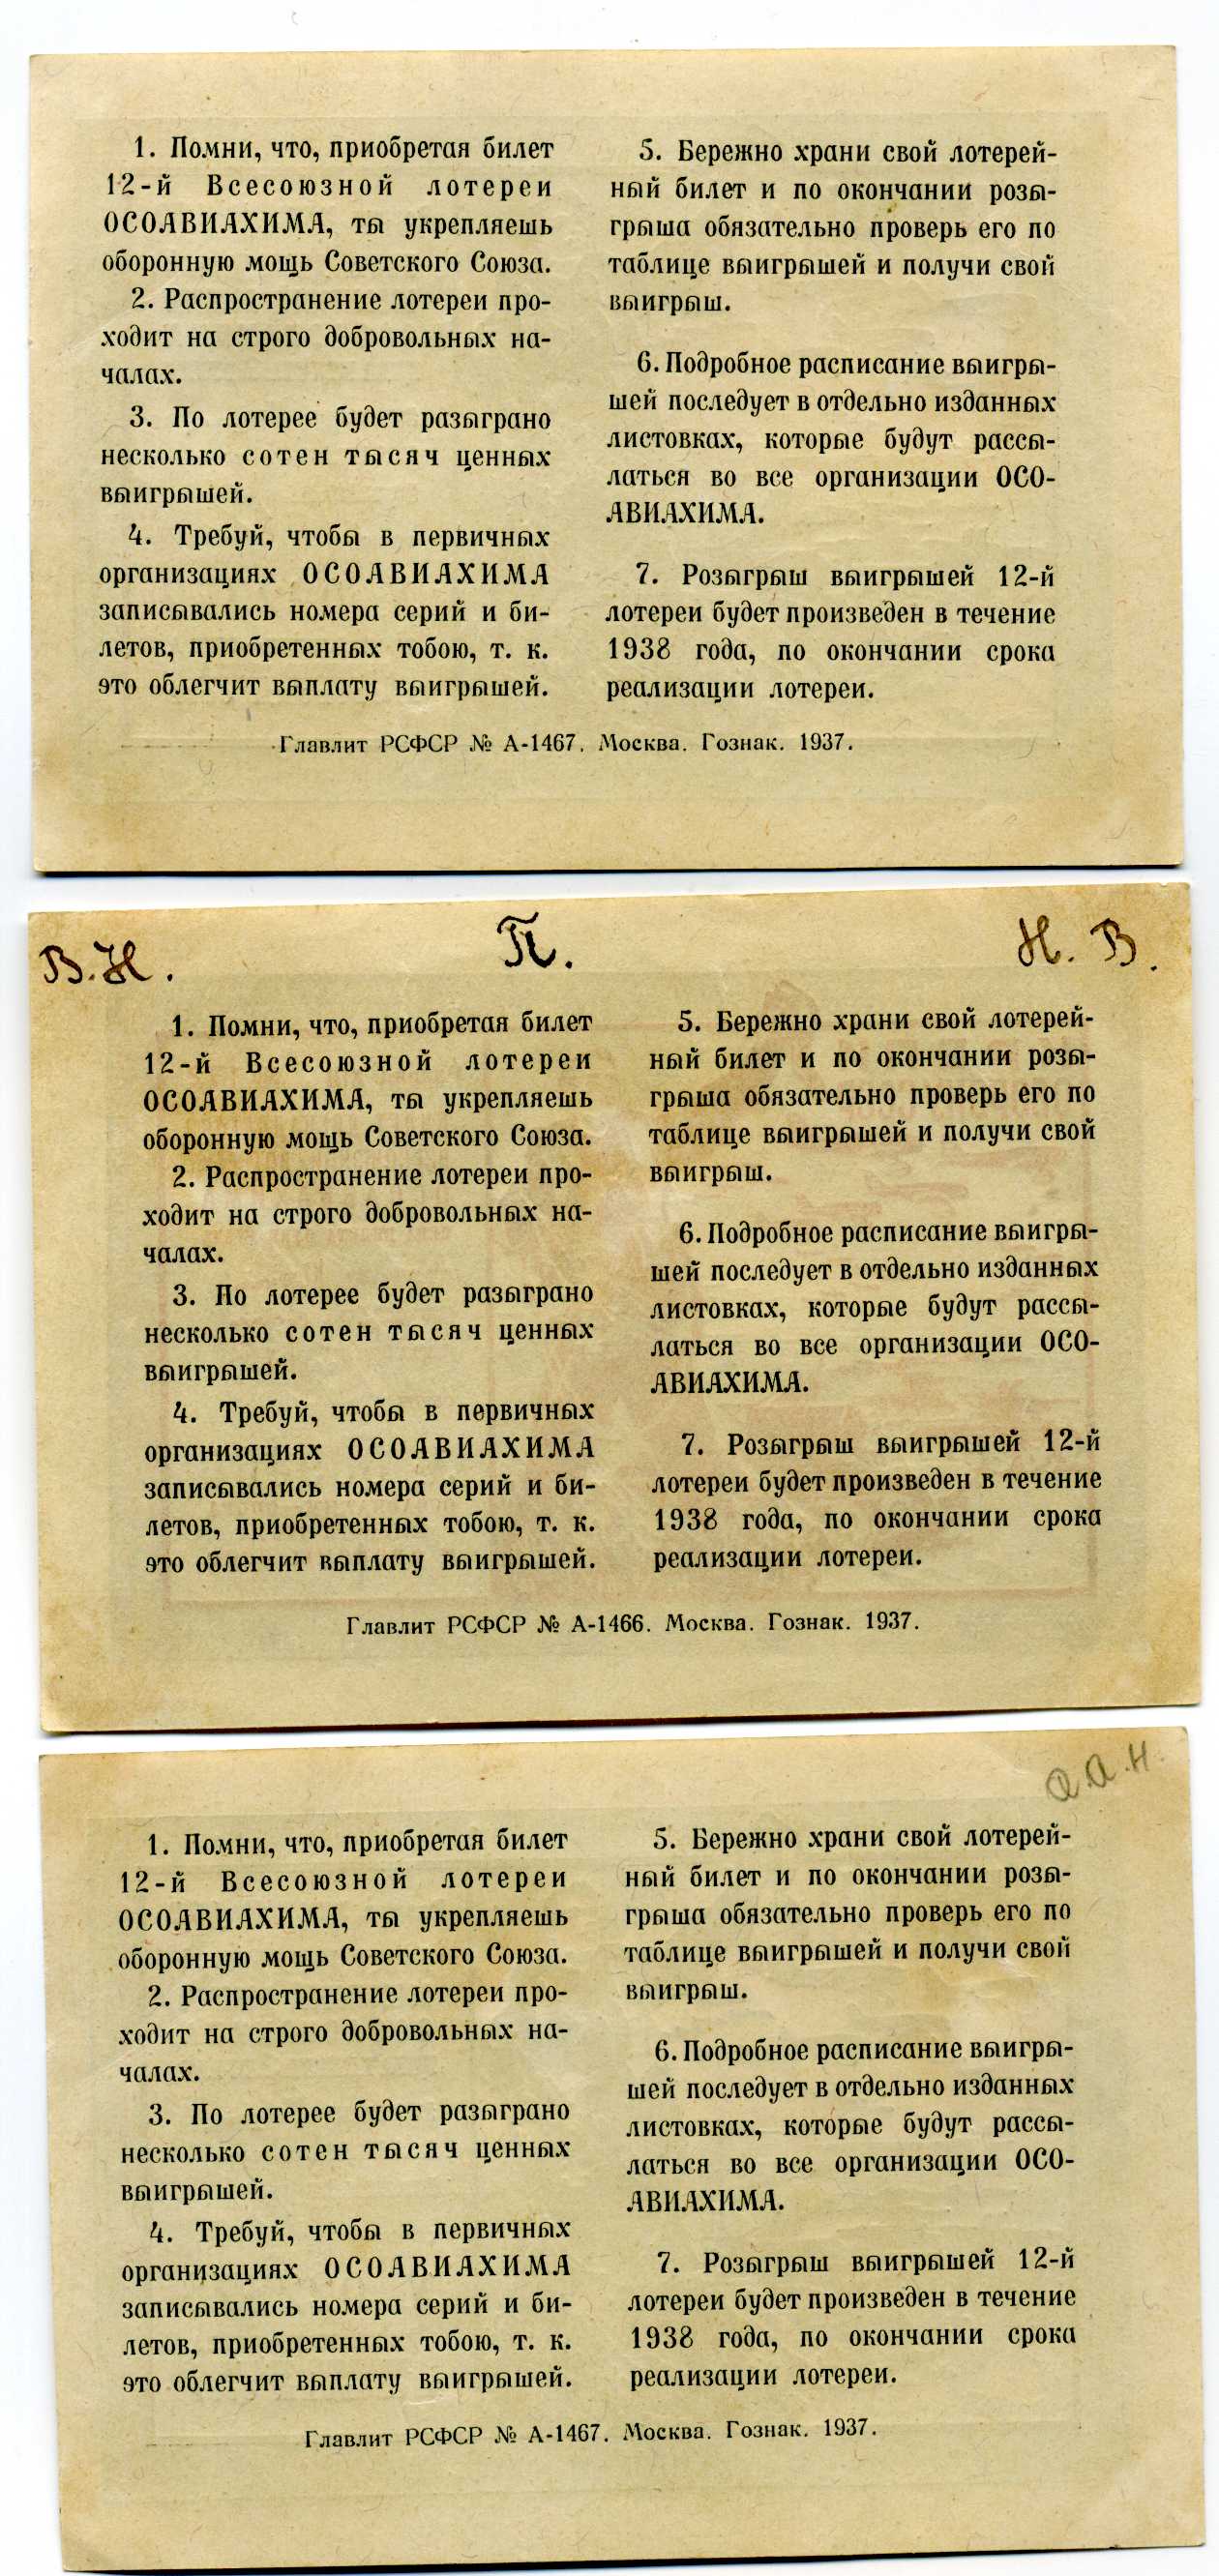 1. Помни, что, приобретая билет
12-й Всесоюзной лотереи
ОСОАВИАХИМА, ты укрепляешь
оборонную мощь Советского Союза.
2. Распространение лотереи про-
ходит на строго добровольных на-
чалах.
3. По лотерее будет разыграно
несколько сотен тысяч ценных
выигрышей.
4. Требуй, чтобы в первичных
организациях ОСОАВИАХИМА
записывались номера серий и би-
летов, приобретенных тобою, т. к.
это облегчит выплату выигрышей.
5. Бережно храни свой лотерей-
ный билет и по окончании розы-
грыша обязательно проверь его по
таблице выигрышей и получи свой
выигрыш.
6. Подробное расписание выигры-
шей последует в отдельно изданных
листовках, которые будут рассы-
латься во все организации ОСО-
АВИАХИМА.
7. Розыгрыш выигрышей 12-й
лотереи будет произведен в течение
1938 года, по окончании срока
реализации лотереи.
Главлит РСФСР № А-1467. Москва. Гознак. 1937.
В.Н. П. Н. В.
1. Помни, что, приобретая билет
12-й Всесоюзной лотереи
ОСОАВИАХИМА, ты укрепляешь
оборонную мощь Советского Союза.
2. Распространение лотереи про-
ходит на строго добровольных на-
чалах.
3. По лотерее будет разыграно
несколько сотен тысяч ценных
выигрышей.
4. Требуй, чтобы в первичных
организациях ОСОАВИАХИМА
записывались номера серий и би-
летов, приобретенных тобою, т. к.
это облегчит выплату выигрышей.
5. Бережно храни свой лотерей-
ный билет и по окончании розы-
грыша обязательно проверь его по
таблице выигрышей и получи свой
выигрыш.
6. Подробное расписание выигры-
шей последует в отдельно изданных
листовках, которые будут рассы-
латься во все организации ОСО-
АВИАХИМА.
7. Розыгрыш выигрышей 12-й
лотереи будет произведен в течение
1938 года, по окончании срока
реализации лотереи.
Главлит РСФСР № А-1466. Москва. Гознак. 1937.
а.а.н.
1. Помни, что, приобретая билет
12-й Всесоюзной лотереи
ОСОАВИАХИМА, ты укрепляешь
оборонную мощь Советского Союза.
2. Распространение лотереи про-
ходит на строго добровольных на-
чалах.
3. По лотерее будет разыграно
несколько сотен тысяч ценных
выигрышей.
4. Требуй, чтобы в первичных
организациях ОСОАВИАХИМА
записывались номера серий и би-
летов, приобретенных тобою, т. к.
это облегчит выплату выигрышей.
5. Бережно храни свой лотерей-
ный билет и по окончании розы-
грыша обязательно проверь его по
таблице выигрышей и получи свой
выигрыш.
6. Подробное расписание выигры-
шей последует в отдельно изданных
листовках, которые будут рассы-
латься во все организации ОСО-
АВИАХИМА.
7. Розыгрыш выигрышей 12-й
лотереи будет произведен в течение
1938 года, по окончании срока
реализации лотереи.
Главлит РСФСР № А-1467. Москва. Гознак. 1937.